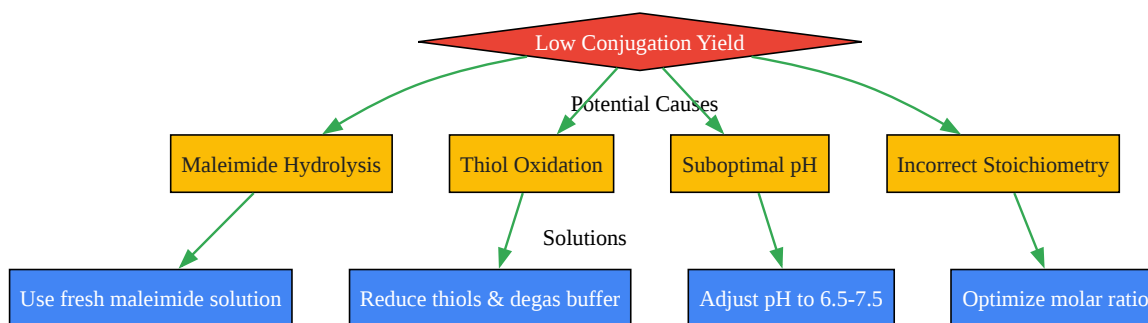 Low Conjugation Yield
Potential Causes
Maleimide Hydrolysis
Thiol Oxidation
Suboptimal pH
Incorrect Stoichiometry
Solutions
Use fresh maleimide solution
Reduce thiols & degas buffer
Adjust pH to 6.5-7.5
Optimize molar ratio